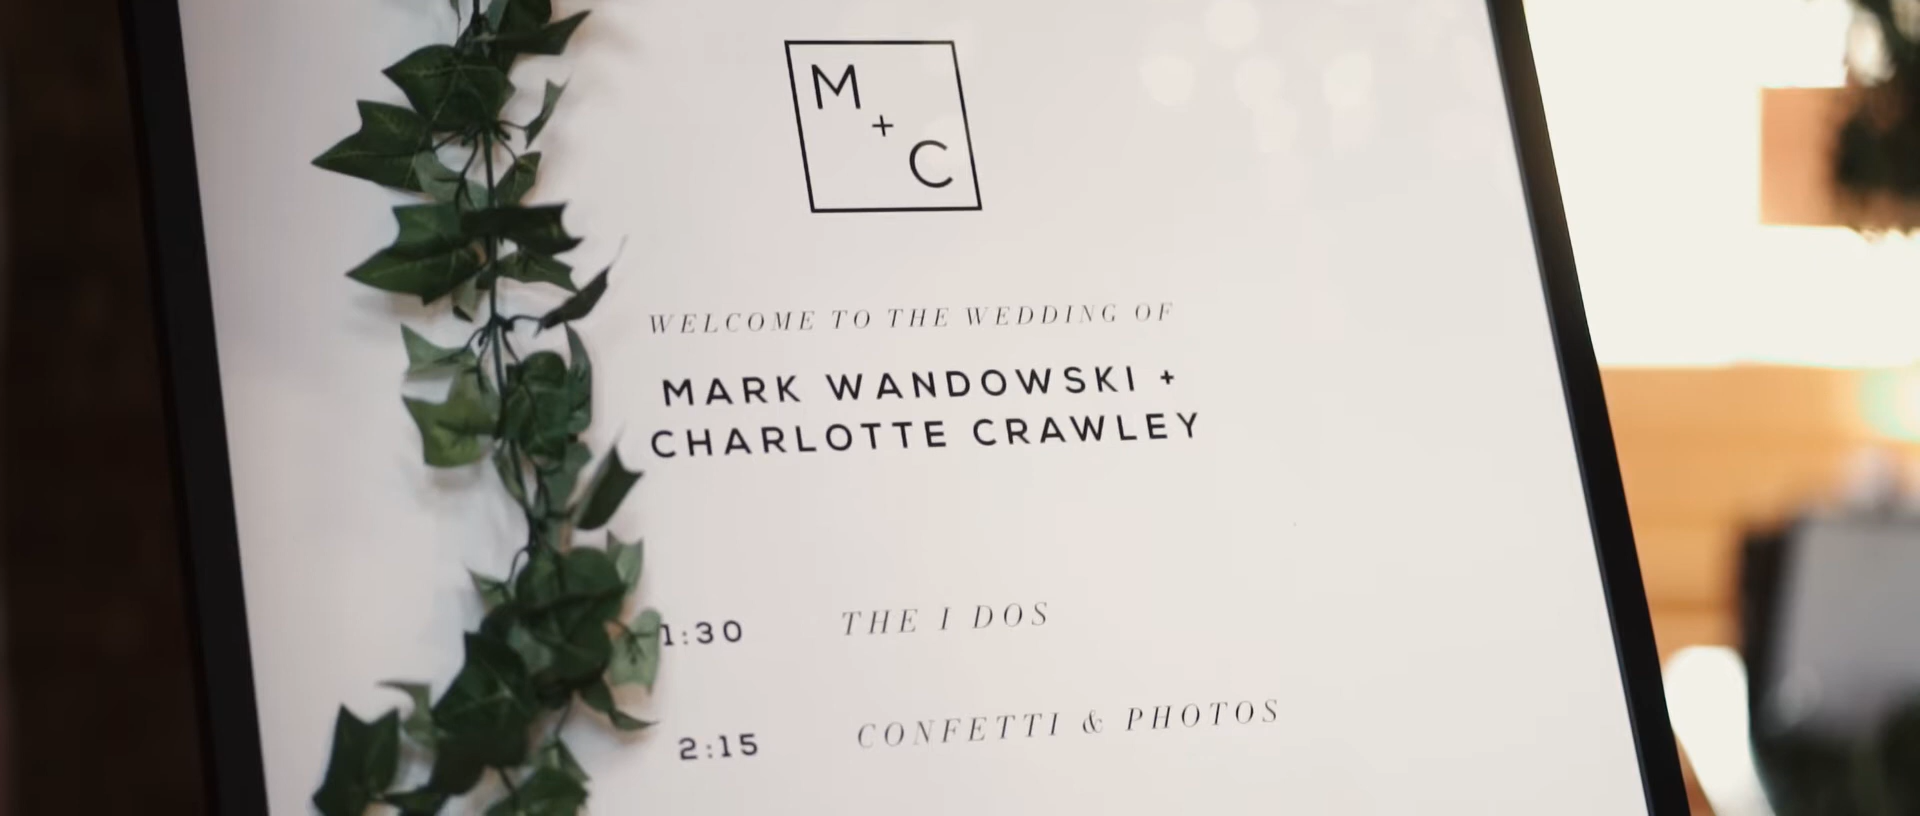 M
+
C
WELCOME TO THE WEDDING OF
MARK WANDOWSKI +
CHARLOTTE CRAWLEY
1:30 THE I DOS
2:15 CONFETTI & PHOTOS